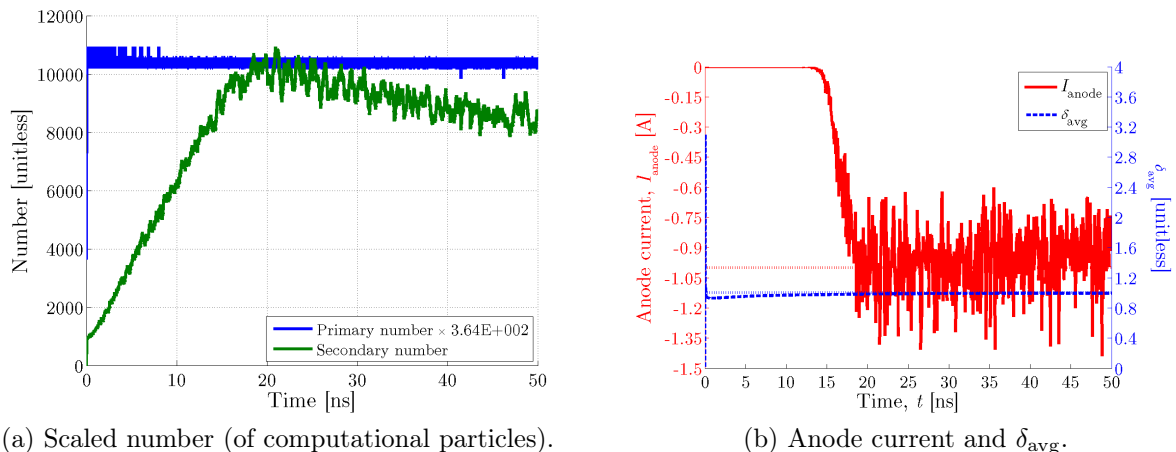 12000
10000
8000
6000
4000
2000
0
Number [unitless]
Primary number × 3.64E+002
Secondary number
0 10 20 30 40 50
Time [ns]
(a) Scaled number (of computational particles).
0
-0.15
-0.3
-0.45
-0.6
-0.75
-0.9
-1.05
-1.2
-1.35
-1.5
Anode current, I_anode [A]
I_anode
δ_avg
4
3.6
3.2
2.8
2.4
2
1.6
1.2
0.8
0.4
0
δ_avg [unitless]
0 5 10 15 20 25 30 35 40 45 50
Time, t [ns]
(b) Anode current and δ_avg.